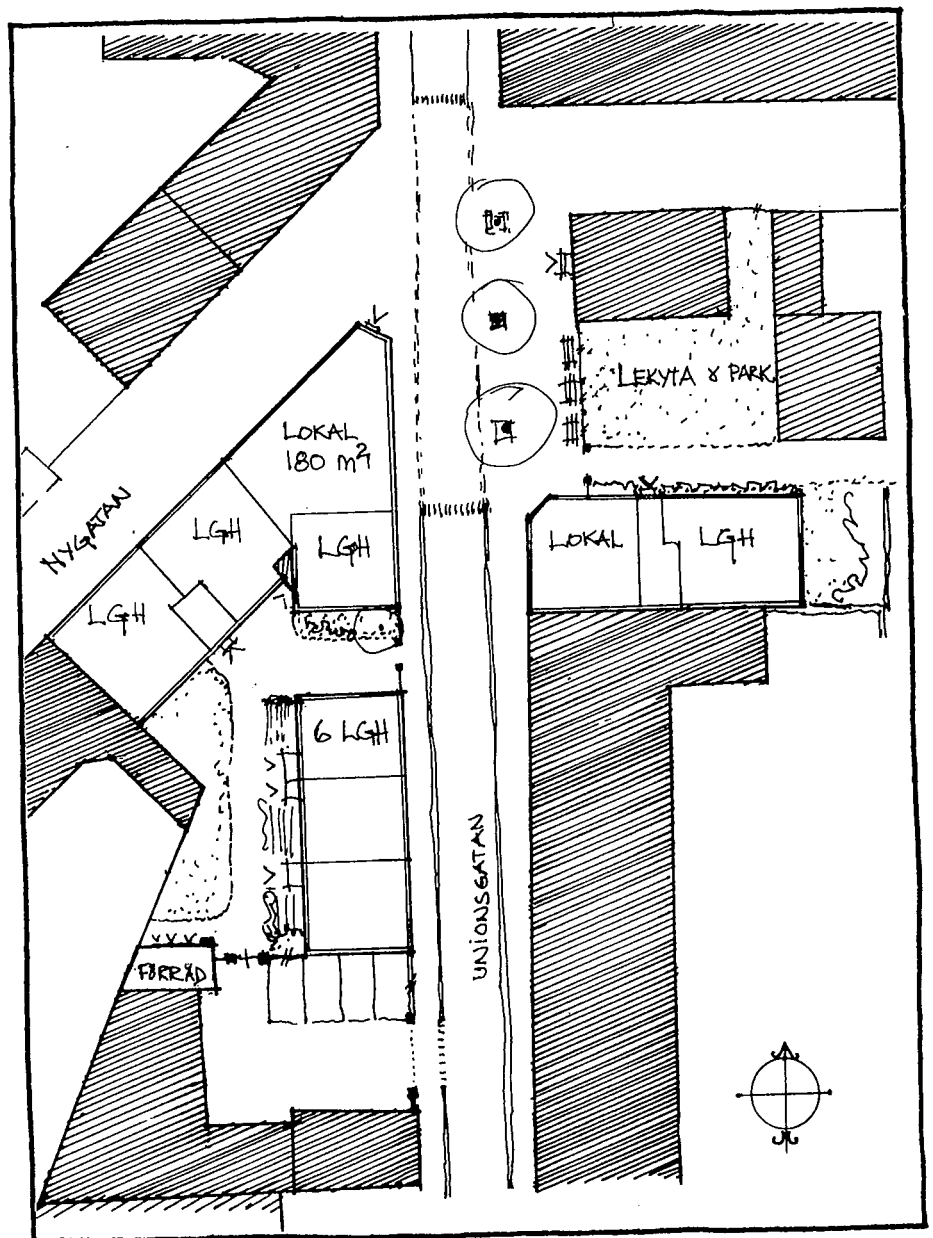 LEKYTA & PARK
LOKAL
180 m²
NYGATAN
LGH
LGH
LGH
LOKAL
LGH
6 LGH
UNIONSGATAN
FÖRRÅD